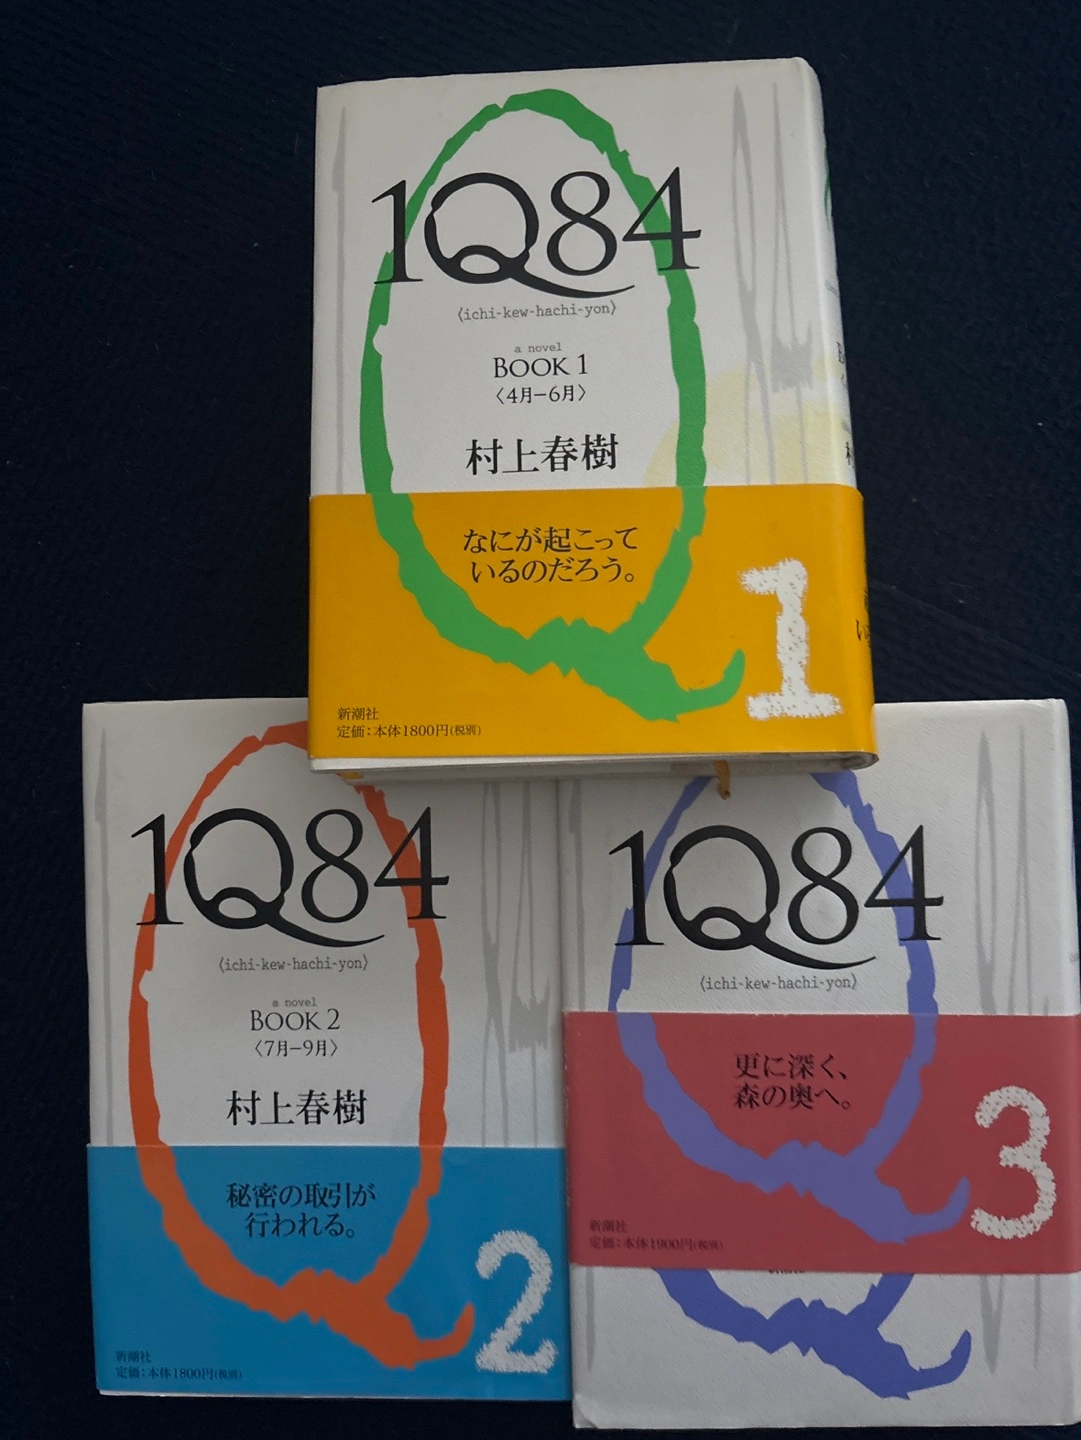 1Q84
〈ichi-kew-hachi-yon〉
a novel
BOOK 1
〈4月−6月〉
村上春樹
なにが起こって
いるのだろう。
1
新潮社
定価：本体1800円(税別)
1Q84
〈ichi-kew-hachi-yon〉
a novel
BOOK 2
〈7月−9月〉
村上春樹
秘密の取引が
行われる。
2
新潮社
定価：本体1800円(税別)
1Q84
〈ichi-kew-hachi-yon〉
更に深く、
森の奥へ。
3
新潮社
定価：本体1900円(税別)